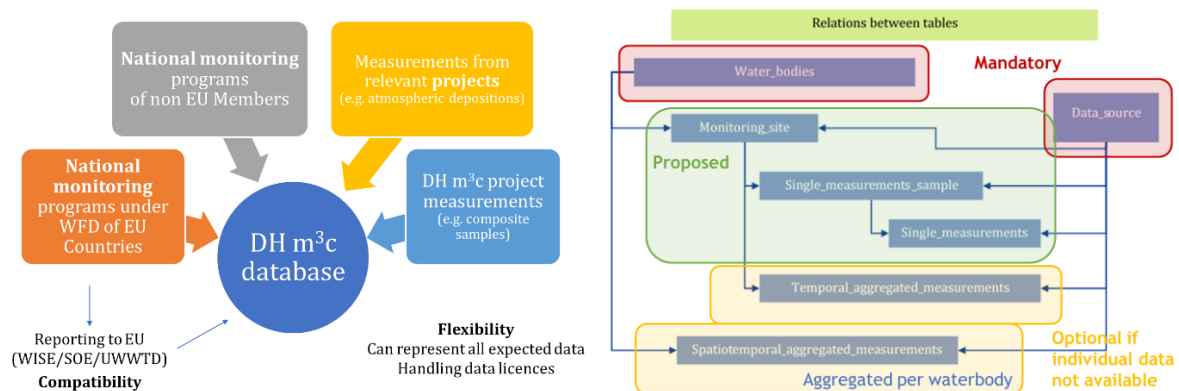 National monitoring
programs
of non EU Members
Measurements from
relevant projects
(e.g. atmospheric depositions)
National
monitoring
programs under
WFD of EU
Countries
DH m³c project
measurements
(e.g. composite
samples)
DH m³c
database
Reporting to EU
(WISE/SOE/UWWTD)
Compatibility
Flexibility
Can represent all expected data
Handling data licences
Relations between tables
Mandatory
Water_bodies
Data_source
Monitoring_site
Proposed
Single_measurements_sample
Single_measurements
Temporal_aggregated_measurements
Spatiotemporal_aggregated_measurements
Aggregated per waterbody
Optional if
individual data
not available